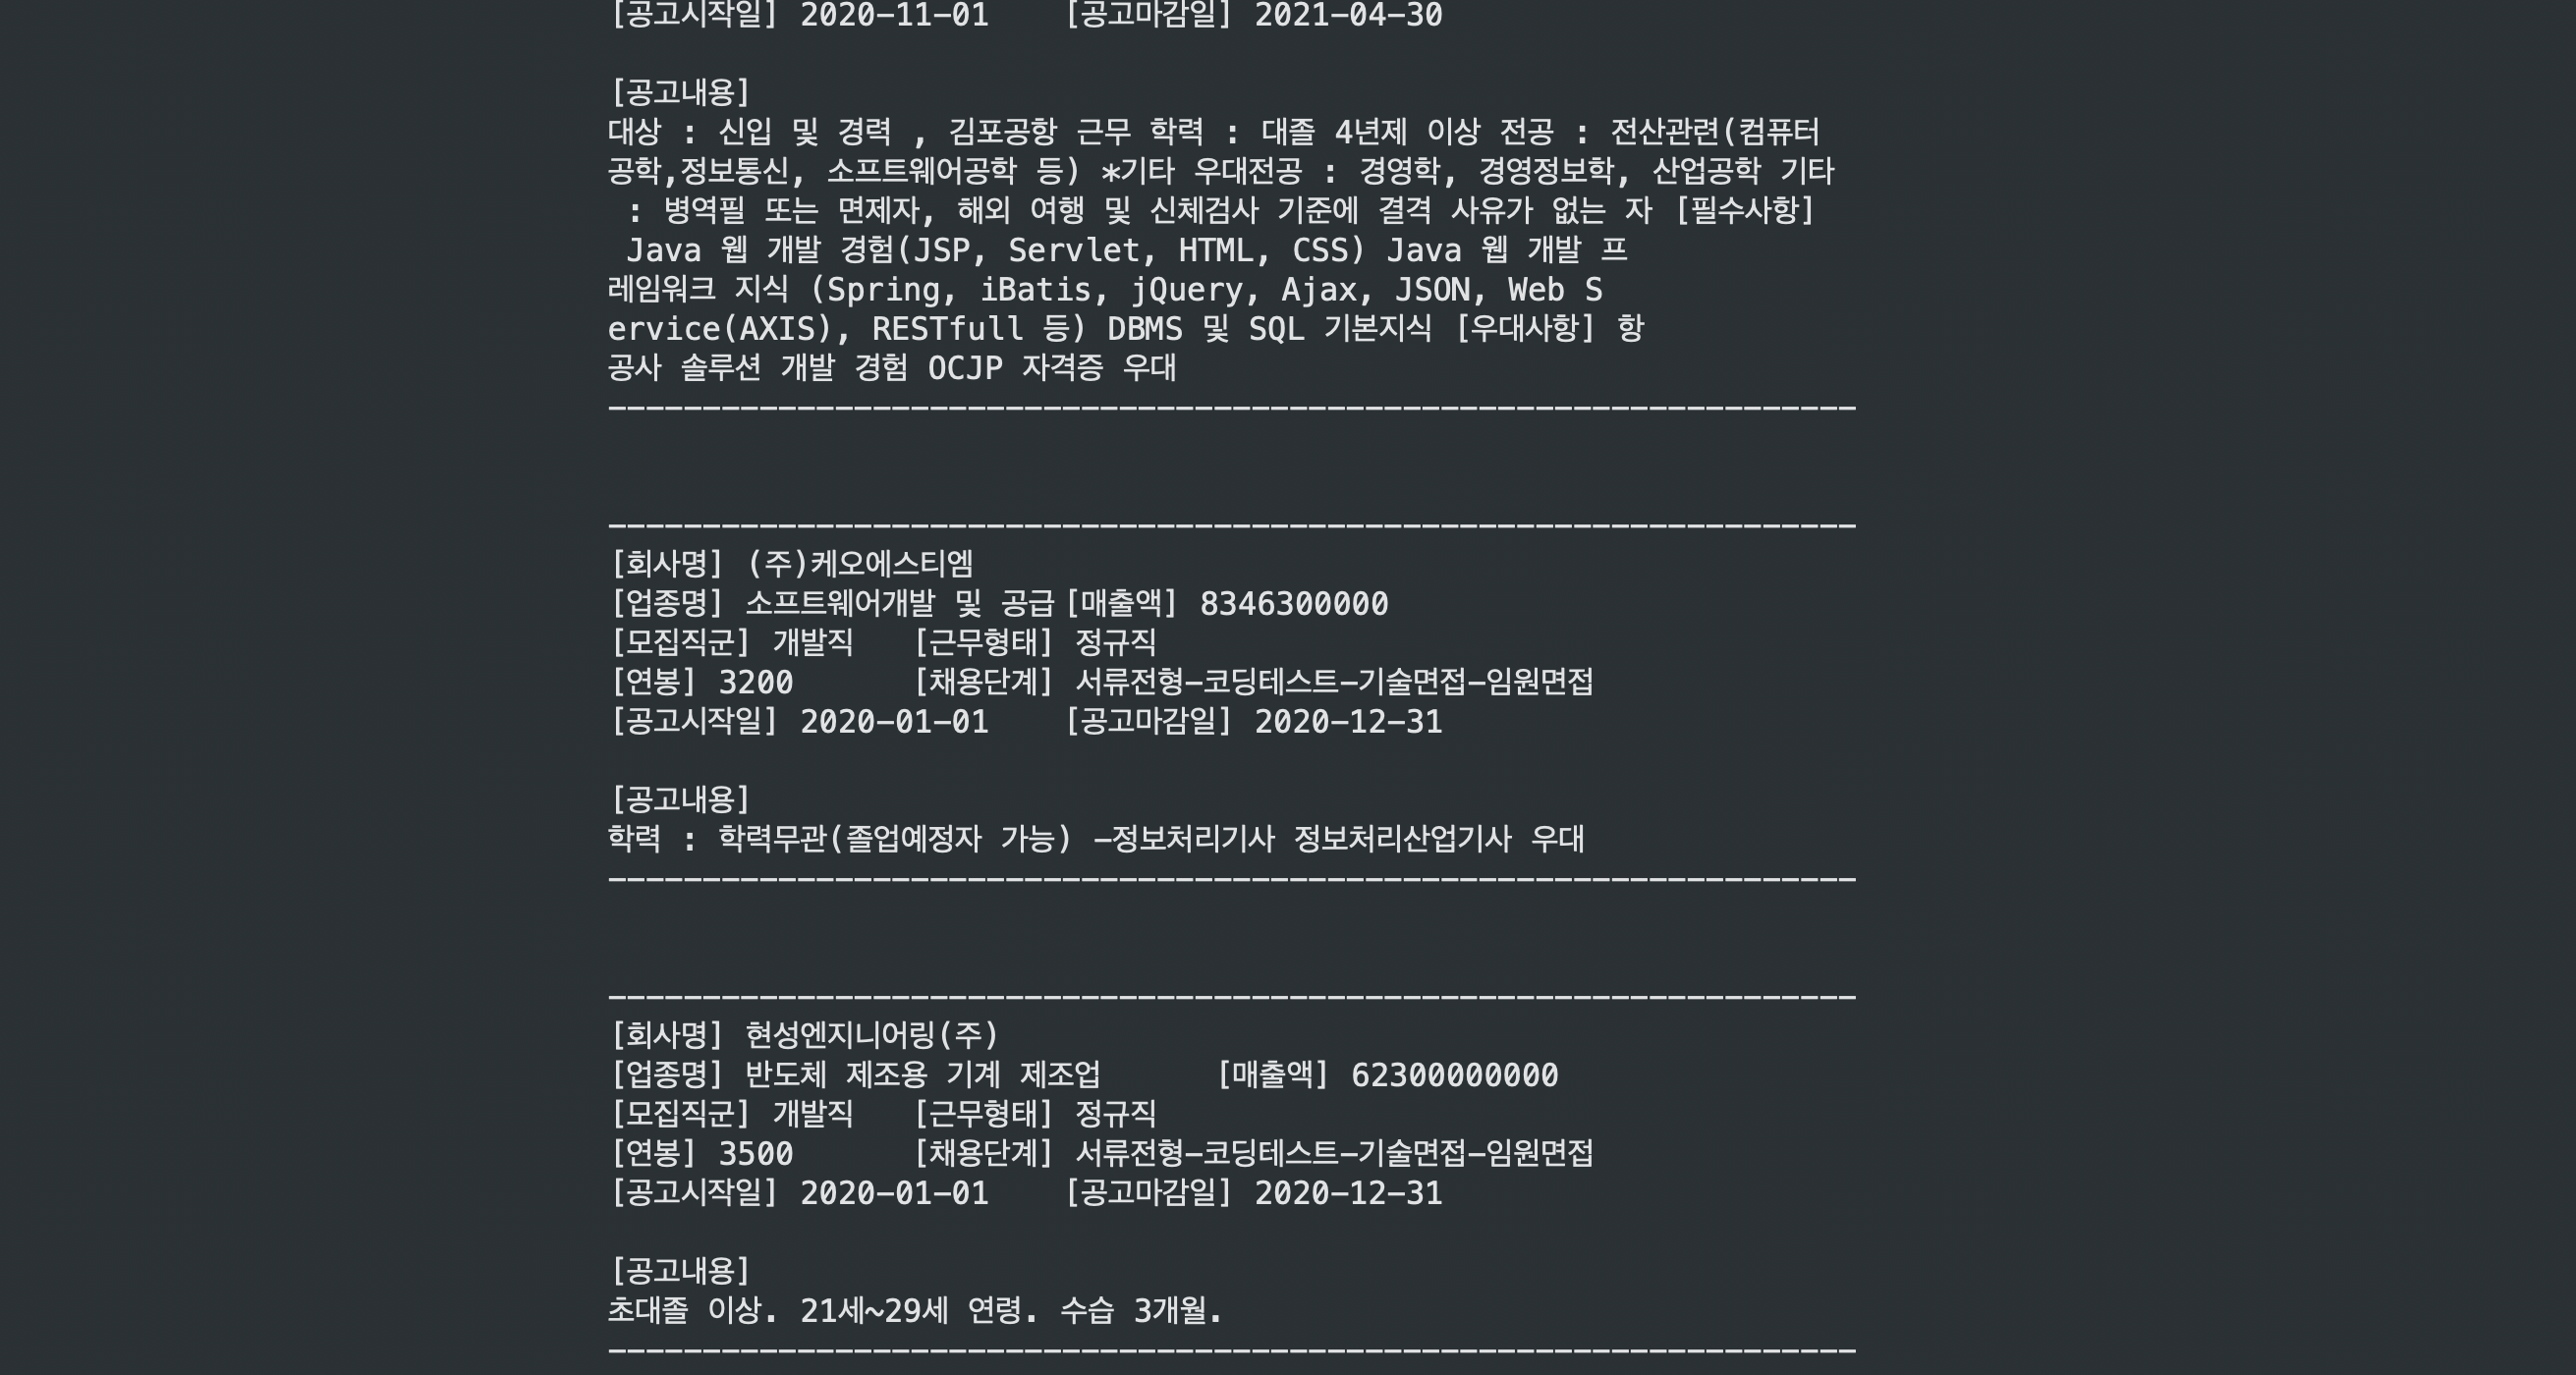 [공고시작일] 2020-11-01 [공고마감일] 2021-04-30
[공고내용]
대상 : 신입 및 경력 , 김포공항 근무 학력 : 대졸 4년제 이상 전공 : 전산관련(컴퓨터
공학,정보통신, 소프트웨어공학 등) *기타 우대전공 : 경영학, 경영정보학, 산업공학 기타
: 병역필 또는 면제자, 해외 여행 및 신체검사 기준에 결격 사유가 없는 자 [필수사항]
Java 웹 개발 경험(JSP, Servlet, HTML, CSS) Java 웹 개발 프
레임워크 지식 (Spring, iBatis, jQuery, Ajax, JSON, Web S
ervice(AXIS), RESTfull 등) DBMS 및 SQL 기본지식 [우대사항] 항
공사 솔루션 개발 경험 OCJP 자격증 우대
------------------------------------------------------------------
------------------------------------------------------------------
[회사명] (주)케오에스티엠
[업종명] 소프트웨어개발 및 공급 [매출액] 8346300000
[모집직군] 개발직 [근무형태] 정규직
[연봉] 3200 [채용단계] 서류전형-코딩테스트-기술면접-임원면접
[공고시작일] 2020-01-01 [공고마감일] 2020-12-31
[공고내용]
학력 : 학력무관(졸업예정자 가능) -정보처리기사 정보처리산업기사 우대
------------------------------------------------------------------
------------------------------------------------------------------
[회사명] 현성엔지니어링(주)
[업종명] 반도체 제조용 기계 제조업 [매출액] 62300000000
[모집직군] 개발직 [근무형태] 정규직
[연봉] 3500 [채용단계] 서류전형-코딩테스트-기술면접-임원면접
[공고시작일] 2020-01-01 [공고마감일] 2020-12-31
[공고내용]
초대졸 이상. 21세~29세 연령. 수습 3개월.
------------------------------------------------------------------